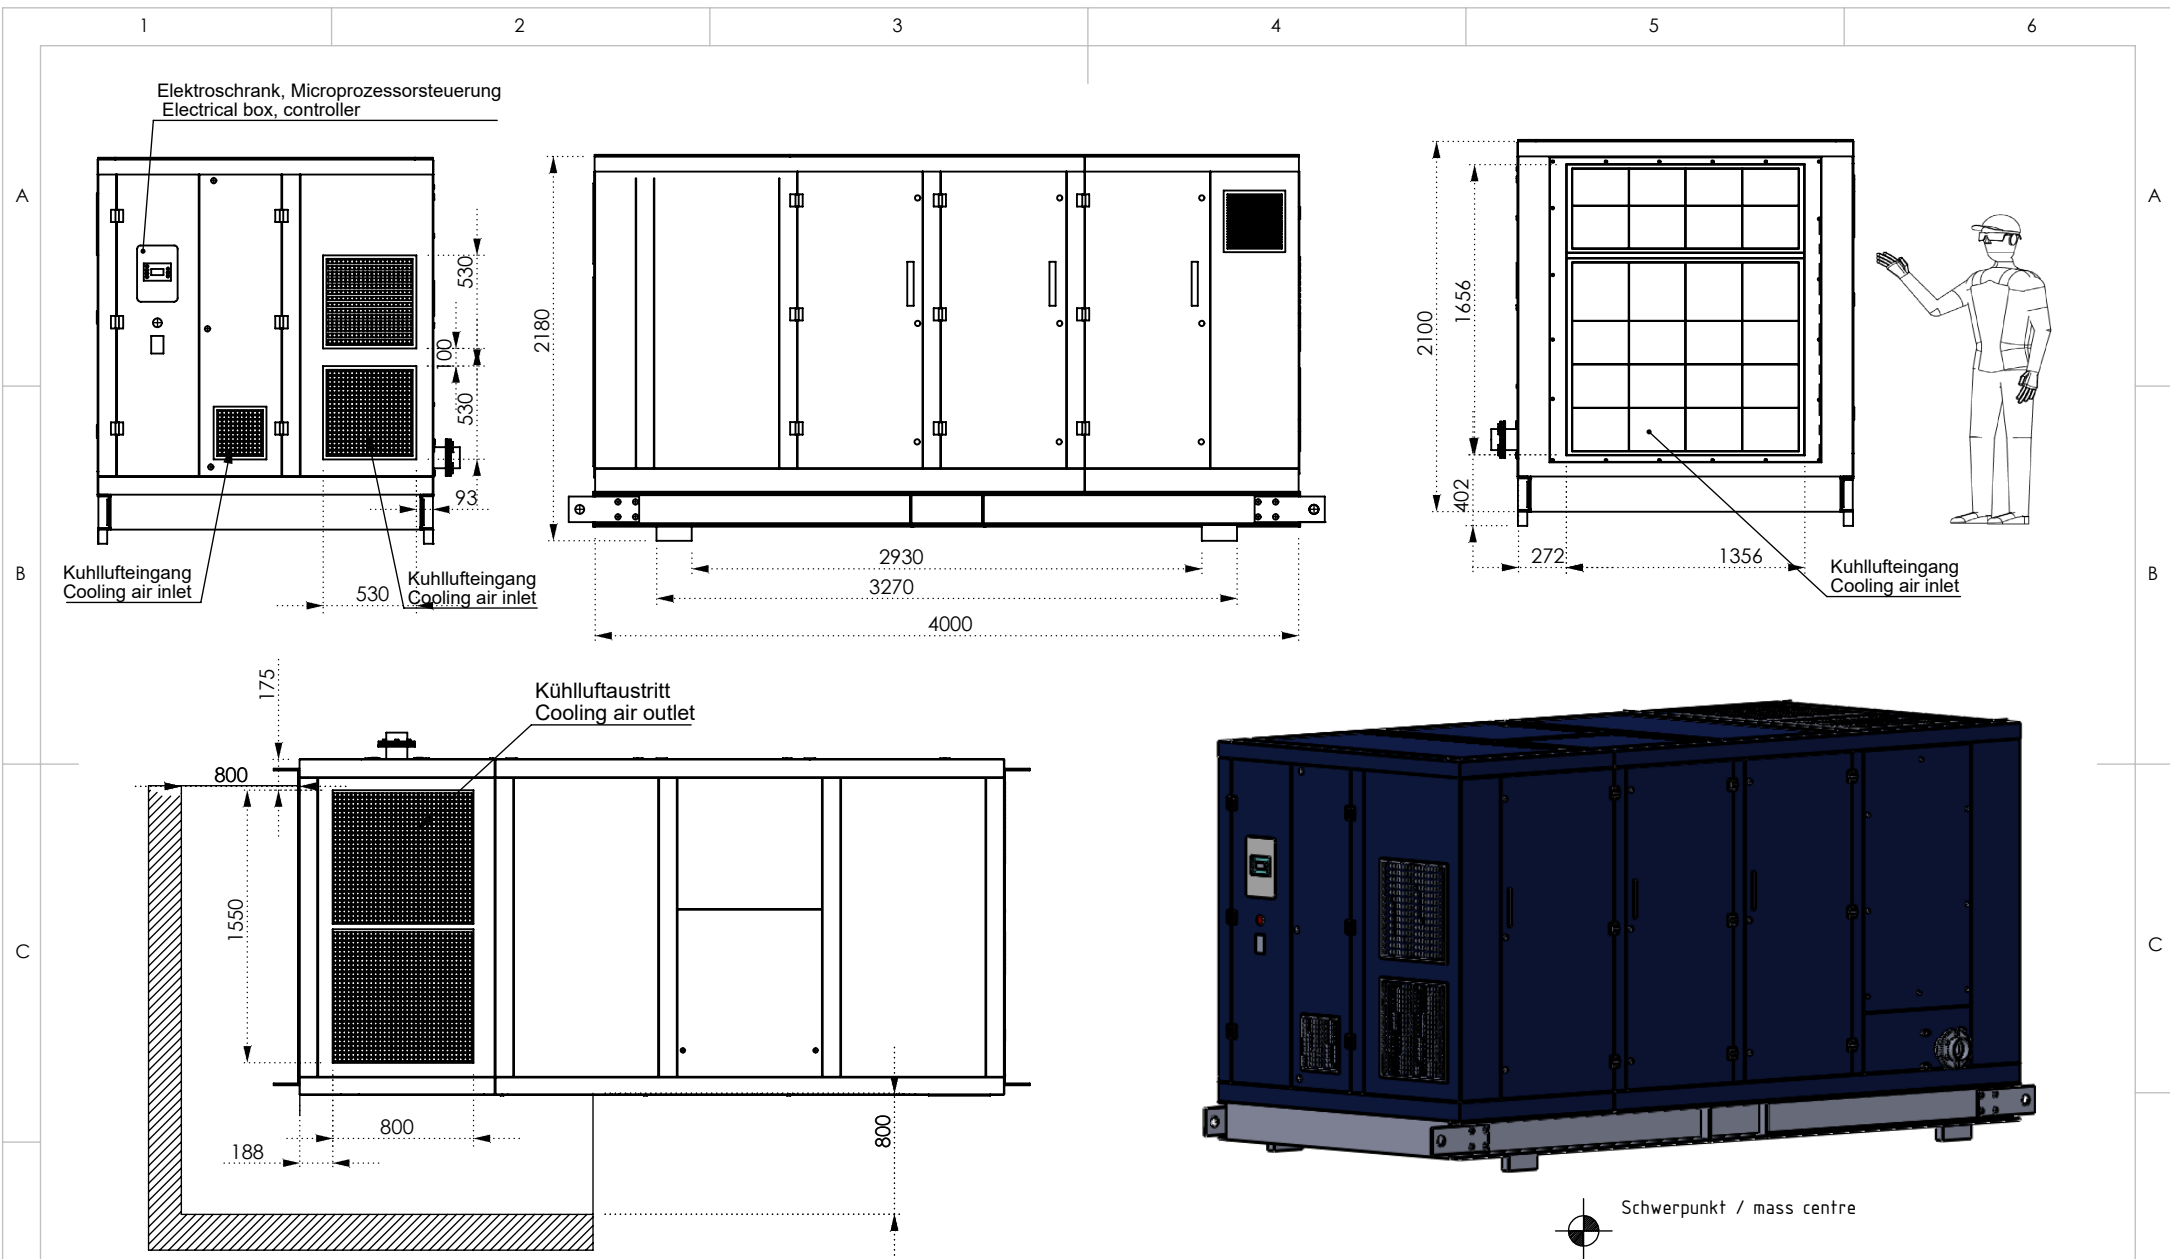 1
2
3
4
5
6
A
A
B
B
C
C
Elektroschrank, Microprozessorsteuerung
Electrical box, controller
530
100
530
93
530
Kuhllufteingang
Cooling air inlet
Kuhllufteingang
Cooling air inlet
2180
2930
3270
4000
2100
1656
402
272
1356
Kuhllufteingang
Cooling air inlet
175
800
Kühlluftaustritt
Cooling air outlet
1550
188
800
800
Schwerpunkt / mass centre